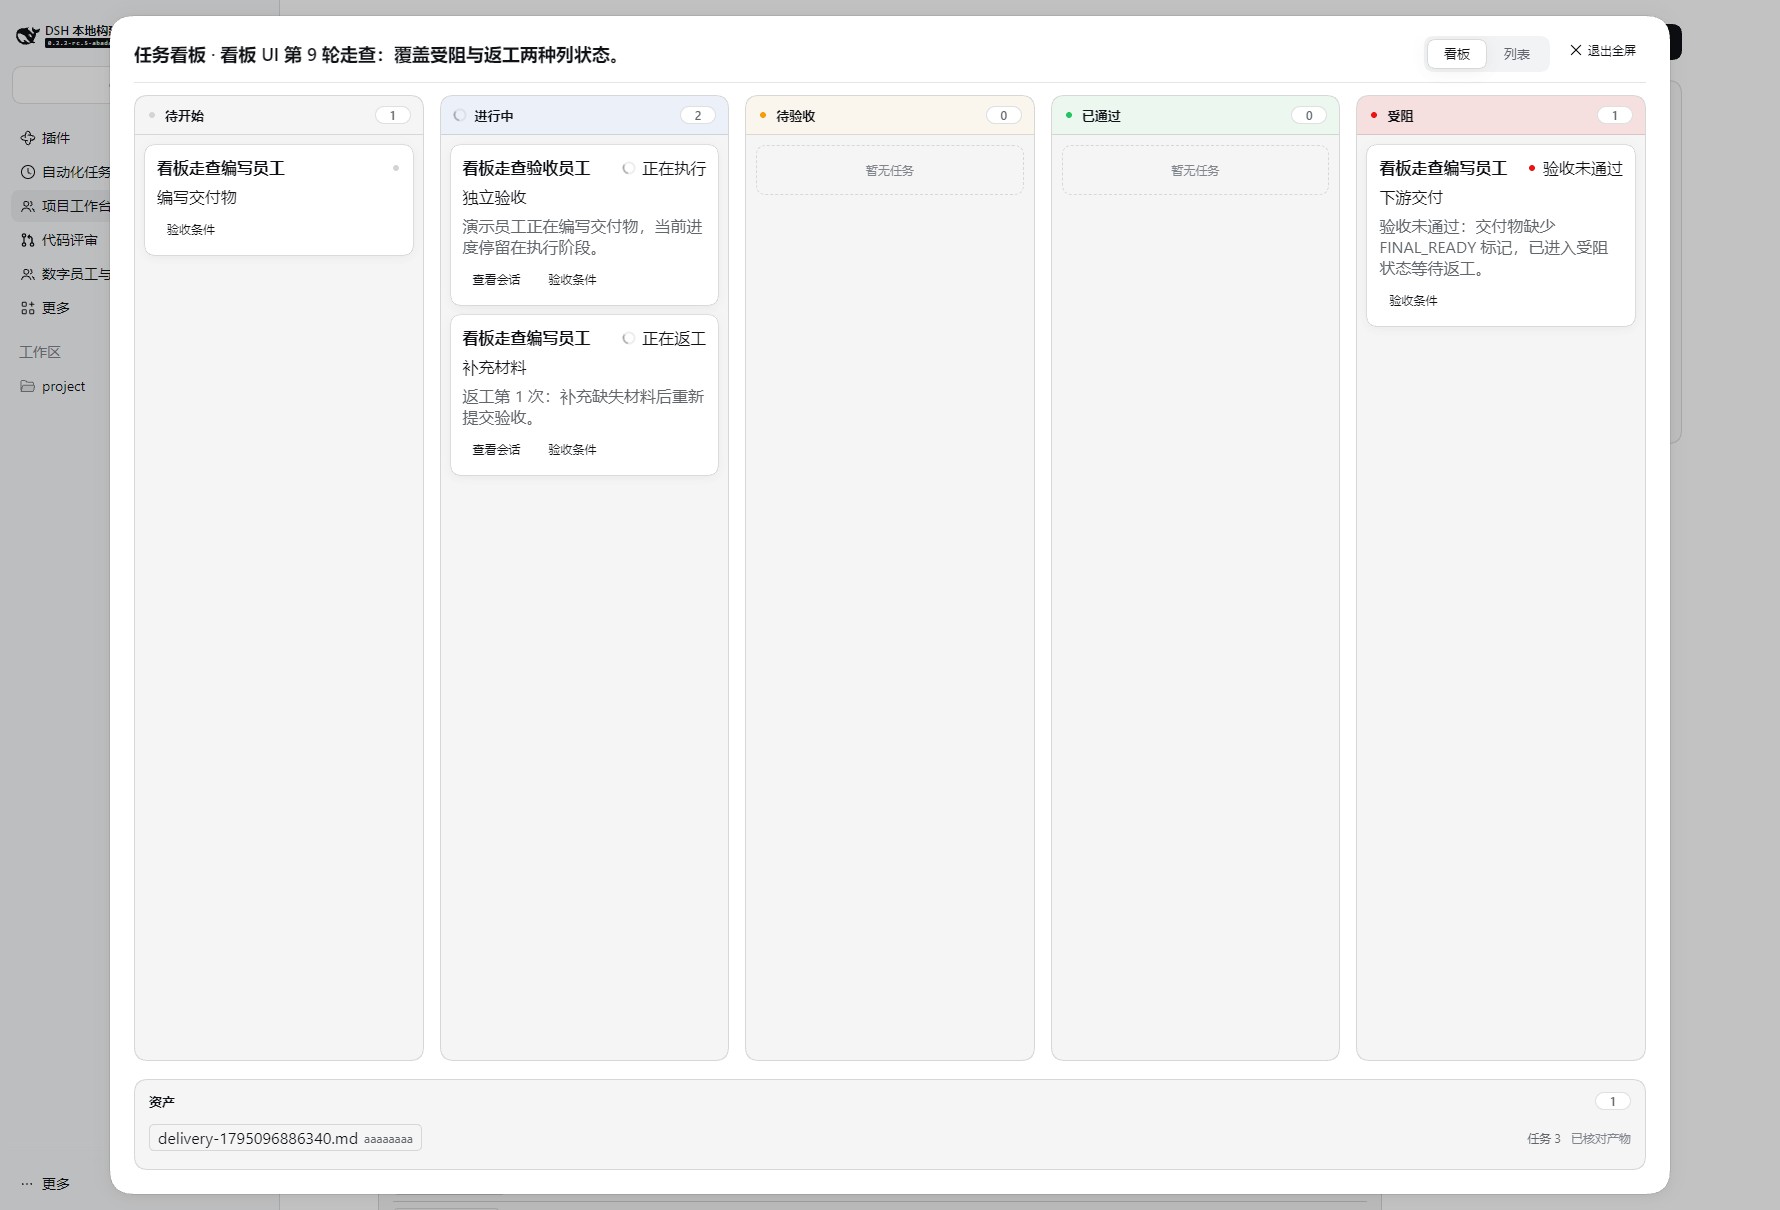 DSH 本地构
插件
自动化任务
项目工作台
代码评审
数字员工与
更多
工作区
project
更多
任务看板 · 看板 UI 第 9 轮走查：覆盖受阻与返工两种列状态。
看板
列表
退出全屏
待开始
1
看板走查编写员工
编写交付物
验收条件
进行中
2
看板走查验收员工
正在执行
独立验收
演示员工正在编写交付物，当前进
度停留在执行阶段。
查看会话
验收条件
看板走查编写员工
正在返工
补充材料
返工第 1 次：补充缺失材料后重新
提交验收。
查看会话
验收条件
待验收
0
暂无任务
已通过
0
暂无任务
受阻
1
看板走查编写员工
验收未通过
下游交付
验收未通过：交付物缺少
FINAL_READY 标记，已进入受阻
状态等待返工。
验收条件
资产
1
delivery-1795096886340.md aaaaaaaa
任务 3 已核对产物